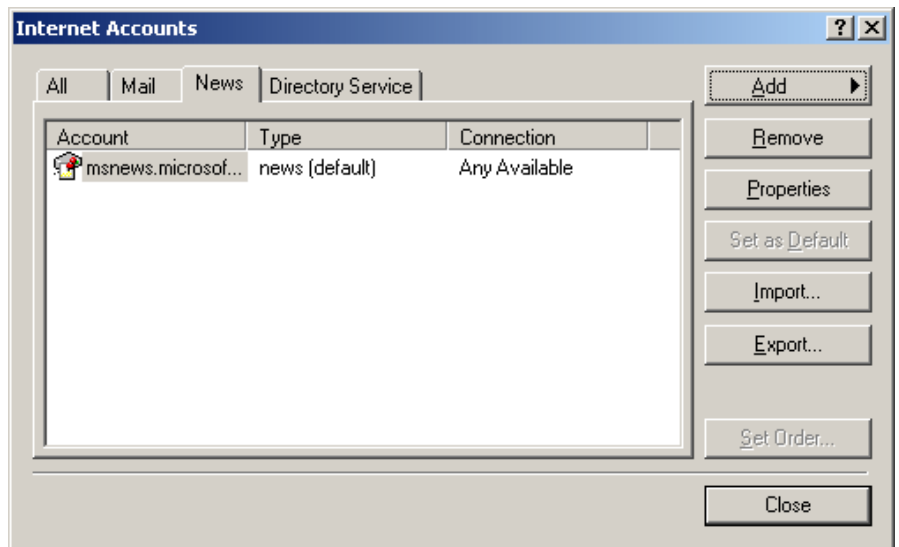 Internet Accounts
All Mail News Directory Service
Account Type Connection
msnews.microsof... news (default) Any Available
Add
Remove
Properties
Set as Default
Import...
Export...
Set Order...
Close